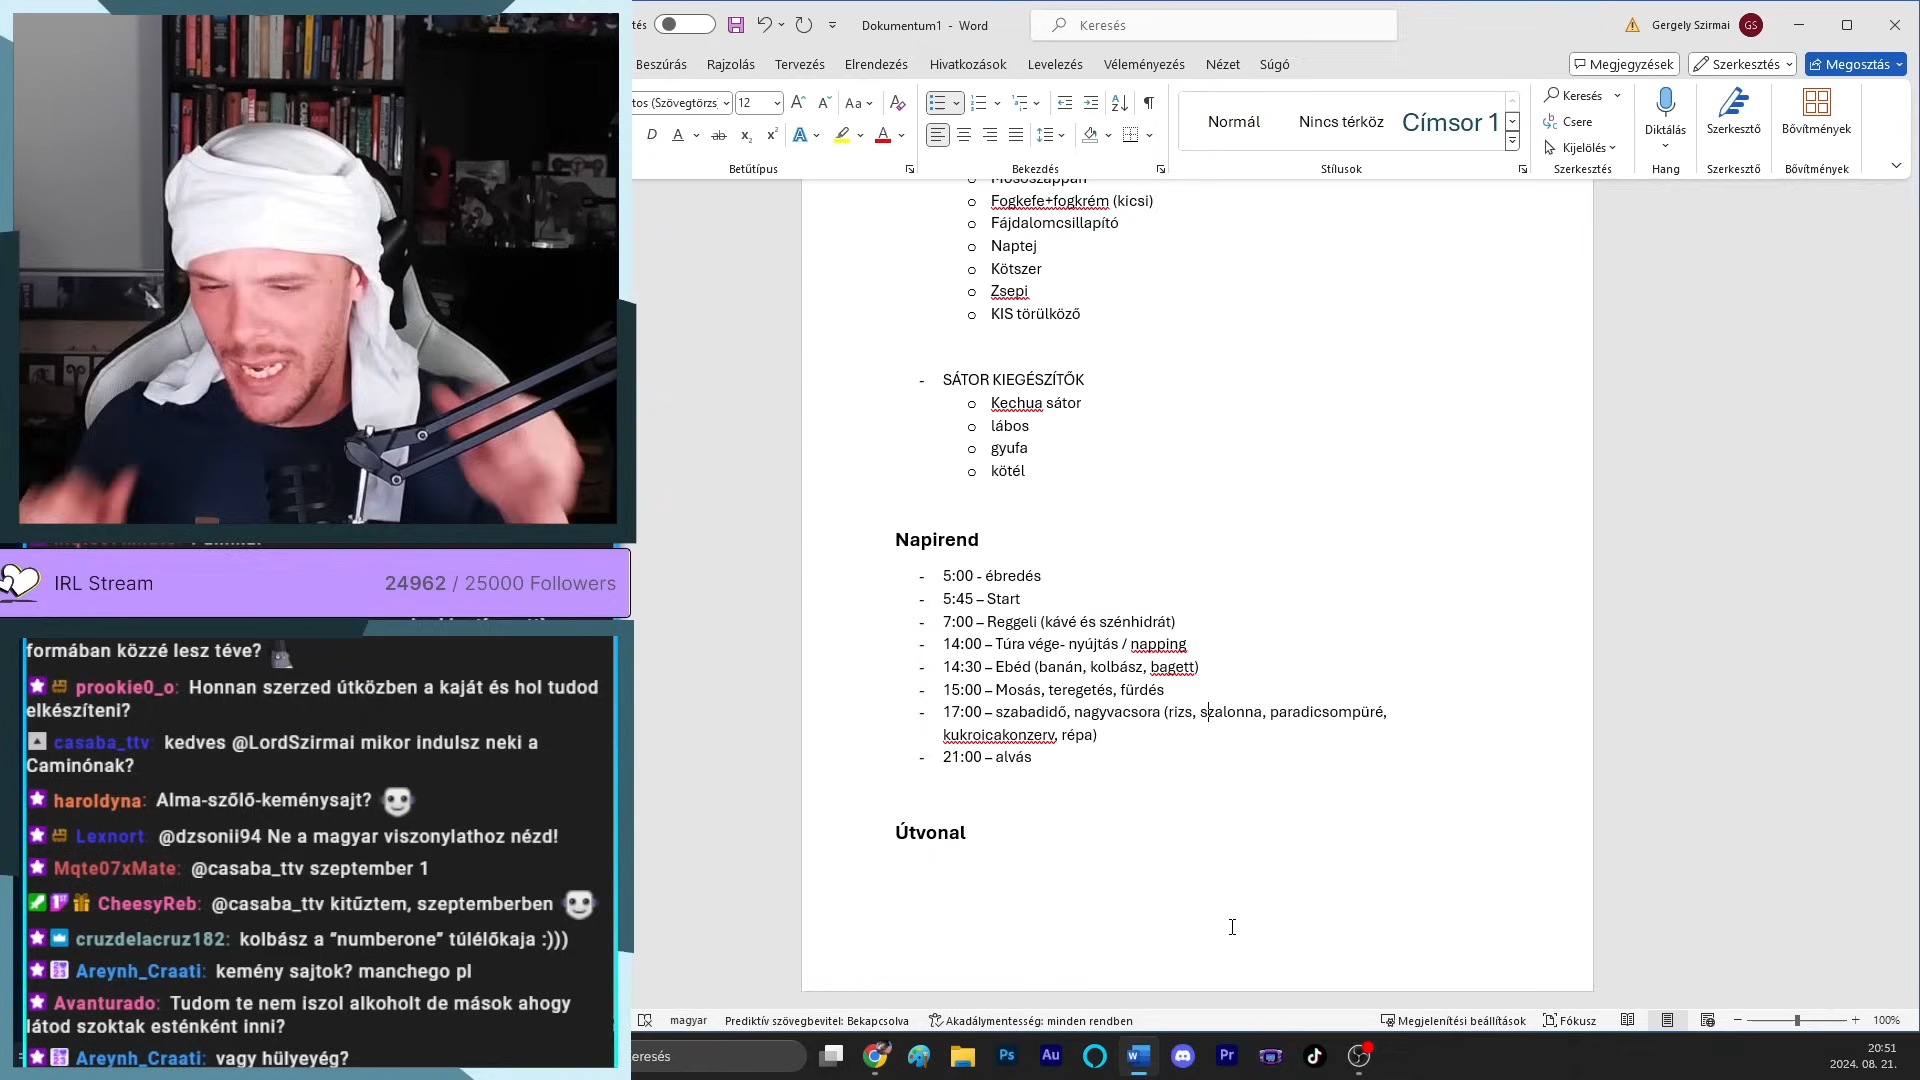 tés
Dokumentum1 - Word
Keresés
Gergely Szirmai
GS
Beszúrás
Rajzolás
Tervezés
Elrendezés
Hivatkozások
Levelezés
Véleményezés
Nézet
Súgó
Megjegyzések
Szerkesztés
Megosztás
tos (Szövegtörzs)
12
Normál
Nincs térköz
Címsor 1
Keresés
Csere
Kijelölés
Diktálás
Szerkesztő
Bővítmények
Betűtípus
Bekezdés
Stílusok
Szerkesztés
Hang
Szerkesztő
Bővítmények
Mosószappan
o Fogkefe+fogkrém (kicsi)
o Fájdalomcsillapító
o Naptej
o Kötszer
o Zsepi
o KIS törülköző
- SÁTOR KIEGÉSZÍTŐK
o Kechua sátor
o lábos
o gyufa
o kötél
Napirend
- 5:00 - ébredés
- 5:45 – Start
- 7:00 – Reggeli (kávé és szénhidrát)
- 14:00 – Túra vége- nyújtás / napping
- 14:30 – Ebéd (banán, kolbász, bagett)
- 15:00 – Mosás, teregetés, fürdés
- 17:00 – szabadidő, nagyvacsora (rizs, szalonna, paradicsompüré,
kukroicakonzerv, répa)
- 21:00 – alvás
Útvonal
IRL Stream
24962 / 25000 Followers
formában közzé lesz téve?
prookie0_o: Honnan szerzed útközben a kaját és hol tudod
elkészíteni?
casaba_ttv: kedves @LordSzirmai mikor indulsz neki a
Caminónak?
haroldyna: Alma-szőlő-keménysajt?
Lexnort: @dzsonii94 Ne a magyar viszonylathoz nézd!
Mqte07xMate: @casaba_ttv szeptember 1
CheesyReb: @casaba_ttv kitűztem, szeptemberben
cruzdelacruz182: kolbász a “numberone” túlélőkaja :)))
Areynh_Craati: kemény sajtok? manchego pl
Avanturado: Tudom te nem iszol alkoholt de mások ahogy
látod szoktak esténként inni?
Areynh_Craati: vagy hülyeyég?
magyar
Prediktív szövegbevitel: Bekapcsolva
Akadálymentesség: minden rendben
Megjelenítési beállítások
Fókusz
100%
eresés
20:51
2024. 08. 21.